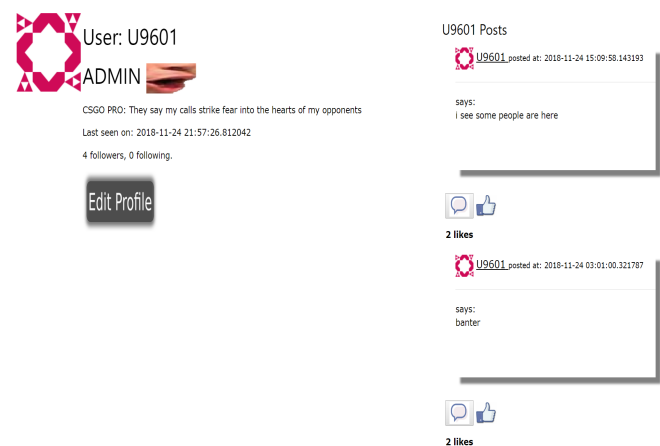 User: U9601
ADMIN
CSGO PRO: They say my calls strike fear into the hearts of my opponents
Last seen on: 2018-11-24 21:57:26.812042
4 followers, 0 following.
Edit Profile
U9601 Posts
U9601 posted at: 2018-11-24 15:09:58.143193
says:
i see some people are here
2 likes
U9601 posted at: 2018-11-24 03:01:00.321787
says:
banter
2 likes